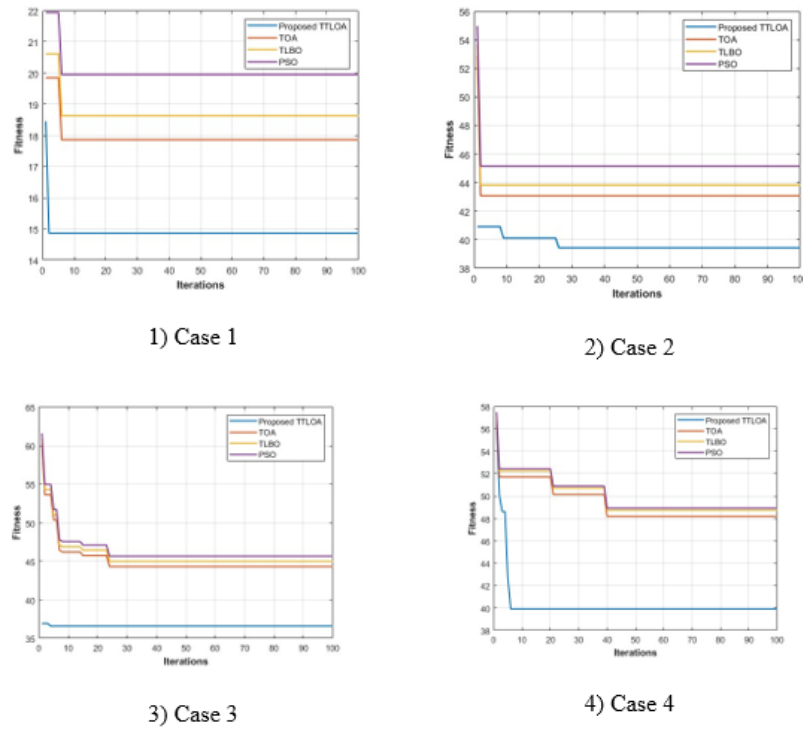 22
21
20
19
18
17
16
15
14
Fitness
0 10 20 30 40 50 60 70 80 90 100
Iterations
Proposed TTLOA
TOA
TLBO
PSO
1) Case 1
56
54
52
50
48
46
44
42
40
38
Fitness
0 10 20 30 40 50 60 70 80 90 100
Iterations
Proposed TTLOA
TOA
TLBO
PSO
2) Case 2
65
60
55
50
45
40
35
Fitness
0 10 20 30 40 50 60 70 80 90 100
Iterations
Proposed TTLOA
TOA
TLBO
PSO
3) Case 3
58
56
54
52
50
48
46
44
42
40
38
Fitness
0 10 20 30 40 50 60 70 80 90 100
Iterations
Proposed TTLOA
TOA
TLBO
PSO
4) Case 4